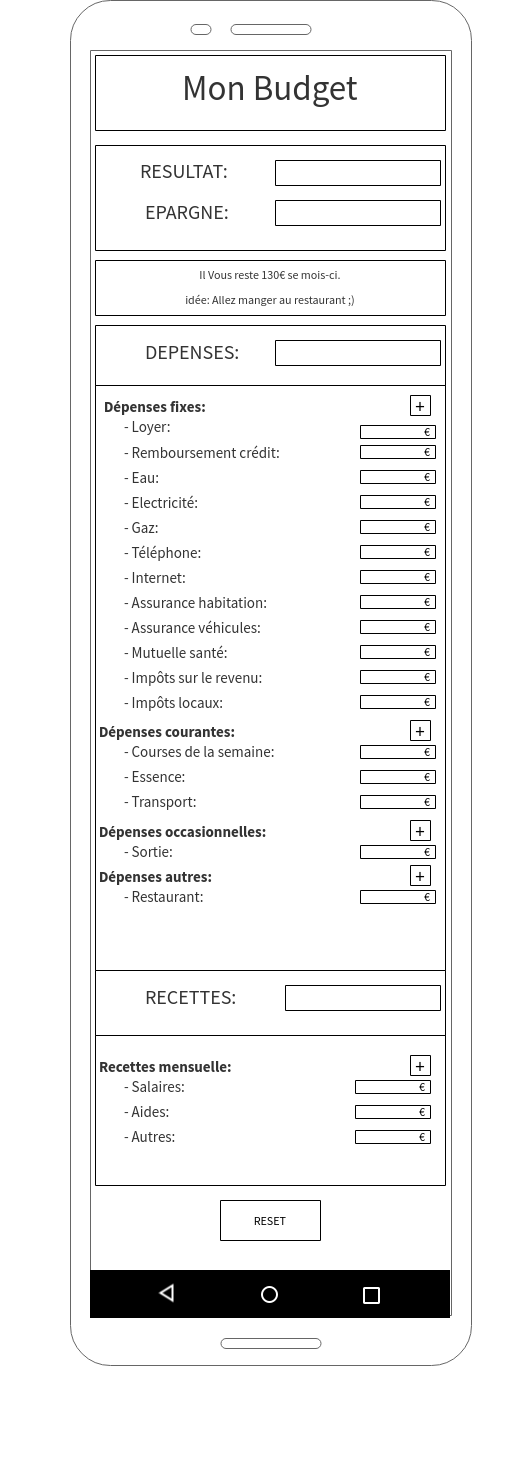 Mon Budget
RESULTAT:
EPARGNE:
Il Vous reste 130€ se mois-ci.
idée: Allez manger au restaurant ;)
DEPENSES:
Dépenses fixes: +
- Loyer: €
- Remboursement crédit: €
- Eau: €
- Electricité: €
- Gaz: €
- Téléphone: €
- Internet: €
- Assurance habitation: €
- Assurance véhicules: €
- Mutuelle santé: €
- Impôts sur le revenu: €
- Impôts locaux: €
Dépenses courantes: +
- Courses de la semaine: €
- Essence: €
- Transport: €
Dépenses occasionnelles: +
- Sortie: €
Dépenses autres: +
- Restaurant: €
RECETTES:
Recettes mensuelle: +
- Salaires: €
- Aides: €
- Autres: €
RESET